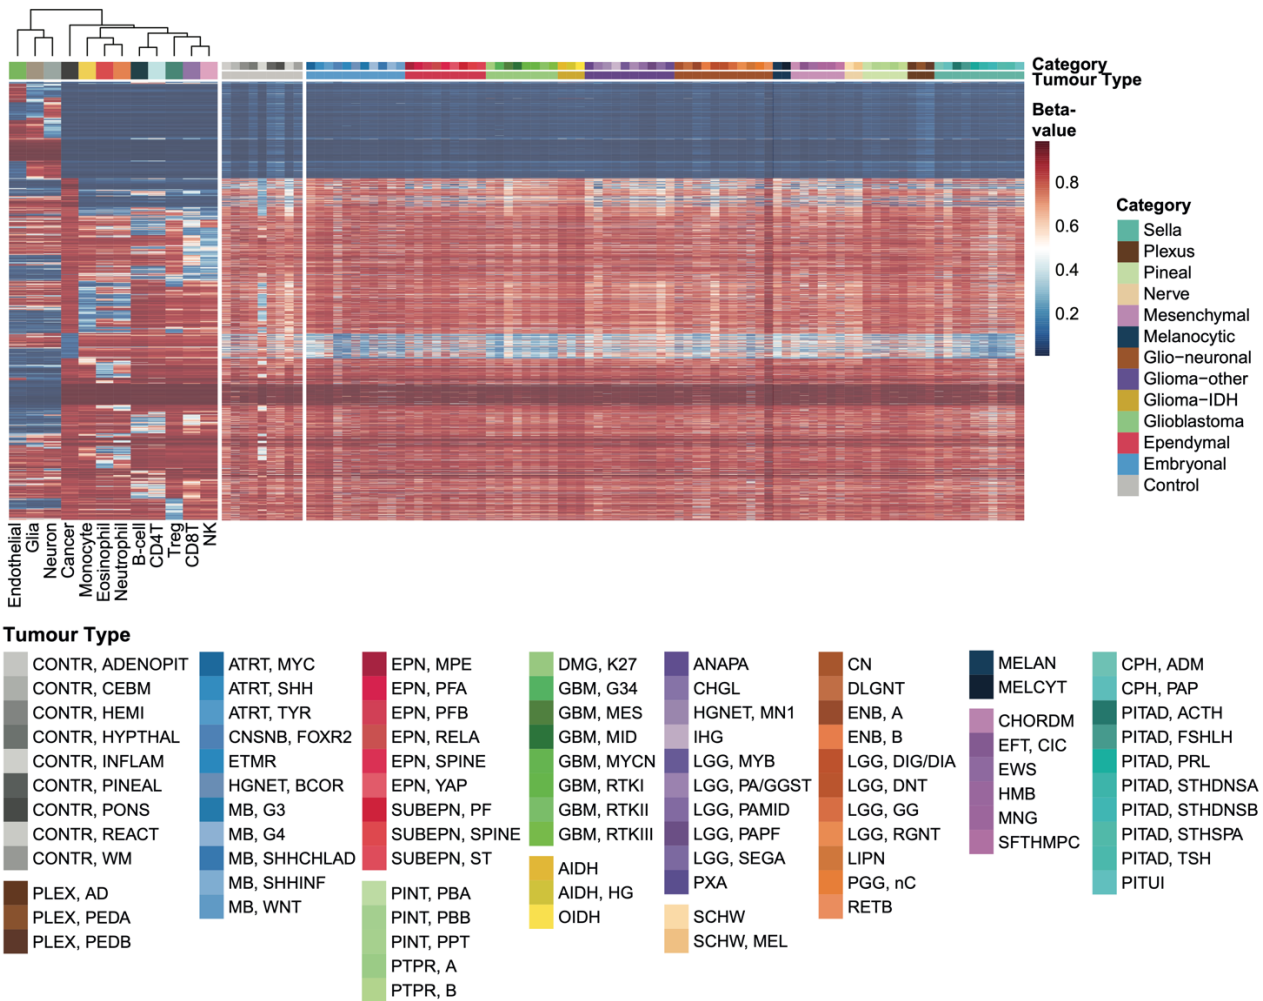 Category
Tumour Type
Beta-
value
0.8
0.6
0.4
0.2
Category
Sella
Plexus
Pineal
Nerve
Mesenchymal
Melanocytic
Glio−neuronal
Glioma−other
Glioma−IDH
Glioblastoma
Ependymal
Embryonal
Control
Endothelial
Glia
Neuron
Cancer
Monocyte
Eosinophil
Neutrophil
B-cell
CD4T
Treg
CD8T
NK
Tumour Type
CONTR, ADENOPIT
CONTR, CEBM
CONTR, HEMI
CONTR, HYPTHAL
CONTR, INFLAM
CONTR, PINEAL
CONTR, PONS
CONTR, REACT
CONTR, WM
PLEX, AD
PLEX, PEDA
PLEX, PEDB
ATRT, MYC
ATRT, SHH
ATRT, TYR
CNSNB, FOXR2
ETMR
HGNET, BCOR
MB, G3
MB, G4
MB, SHHCHLAD
MB, SHHINF
MB, WNT
EPN, MPE
EPN, PFA
EPN, PFB
EPN, RELA
EPN, SPINE
EPN, YAP
SUBEPN, PF
SUBEPN, SPINE
SUBEPN, ST
PINT, PBA
PINT, PBB
PINT, PPT
PTPR, A
PTPR, B
DMG, K27
GBM, G34
GBM, MES
GBM, MID
GBM, MYCN
GBM, RTKI
GBM, RTKII
GBM, RTKIII
AIDH
AIDH, HG
OIDH
ANAPA
CHGL
HGNET, MN1
IHG
LGG, MYB
LGG, PA/GGST
LGG, PAMID
LGG, PAPF
LGG, SEGA
PXA
SCHW
SCHW, MEL
CN
DLGNT
ENB, A
ENB, B
LGG, DIG/DIA
LGG, DNT
LGG, GG
LGG, RGNT
LIPN
PGG, nC
RETB
MELAN
MELCYT
CHORDM
EFT, CIC
EWS
HMB
MNG
SFTHMPC
CPH, ADM
CPH, PAP
PITAD, ACTH
PITAD, FSHLH
PITAD, PRL
PITAD, STHDNSA
PITAD, STHDNSB
PITAD, STHSPA
PITAD, TSH
PITUI